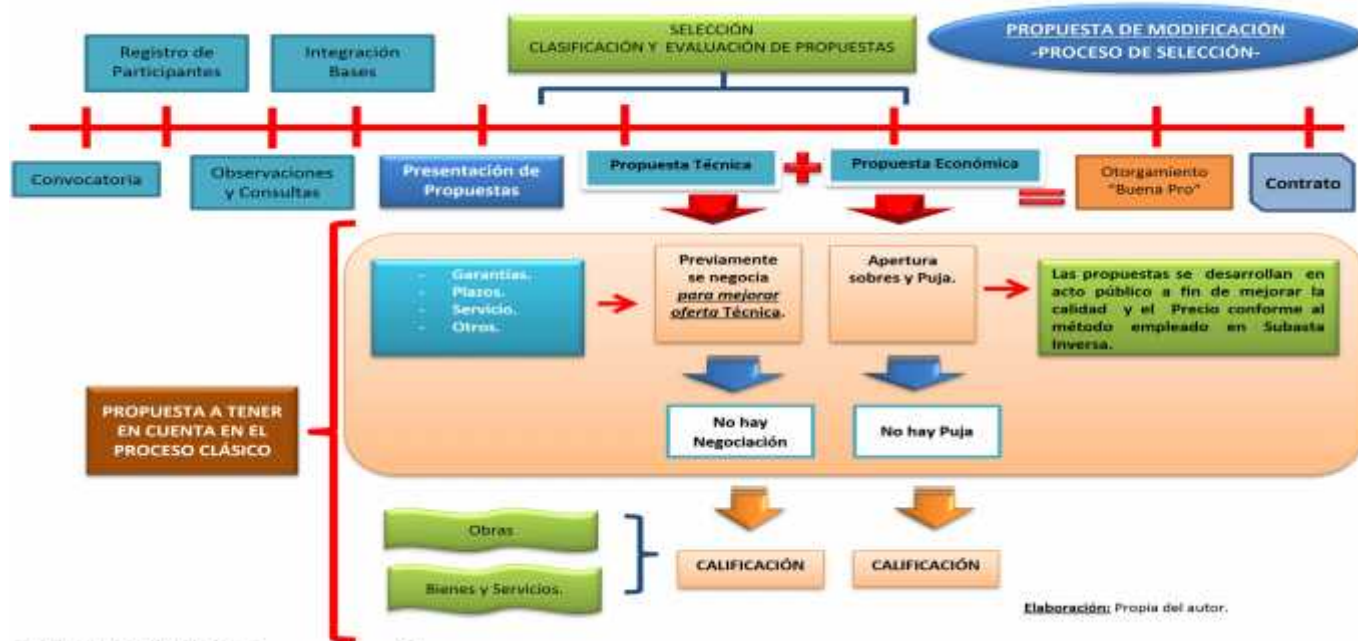 SELECCIÓN
CLASIFICACIÓN Y EVALUACIÓN DE PROPUESTAS
PROPUESTA DE MODIFICACIÓN
-PROCESO DE SELECCIÓN-
Registro de
Participantes
Integración
Bases
Convocatoria
Observaciones
y Consultas
Presentación de
Propuestas
Propuesta Técnica
Propuesta Económica
Otorgamiento
"Buena Pro"
Contrato
- Garantías.
- Plazos.
- Servicio.
- Otros.
Previamente
se negocia
para mejorar
oferta Técnica.
Apertura
sobres y Puja.
Las propuestas se desarrollan en
acto público a fin de mejorar la
calidad y el Precio conforme al
método empleado en Subasta
Inversa.
No hay
Negociación
No hay Puja
PROPUESTA A TENER
EN CUENTA EN EL
PROCESO CLÁSICO
Obras
Bienes y Servicios.
CALIFICACIÓN
CALIFICACIÓN
Elaboración: Propia del autor.